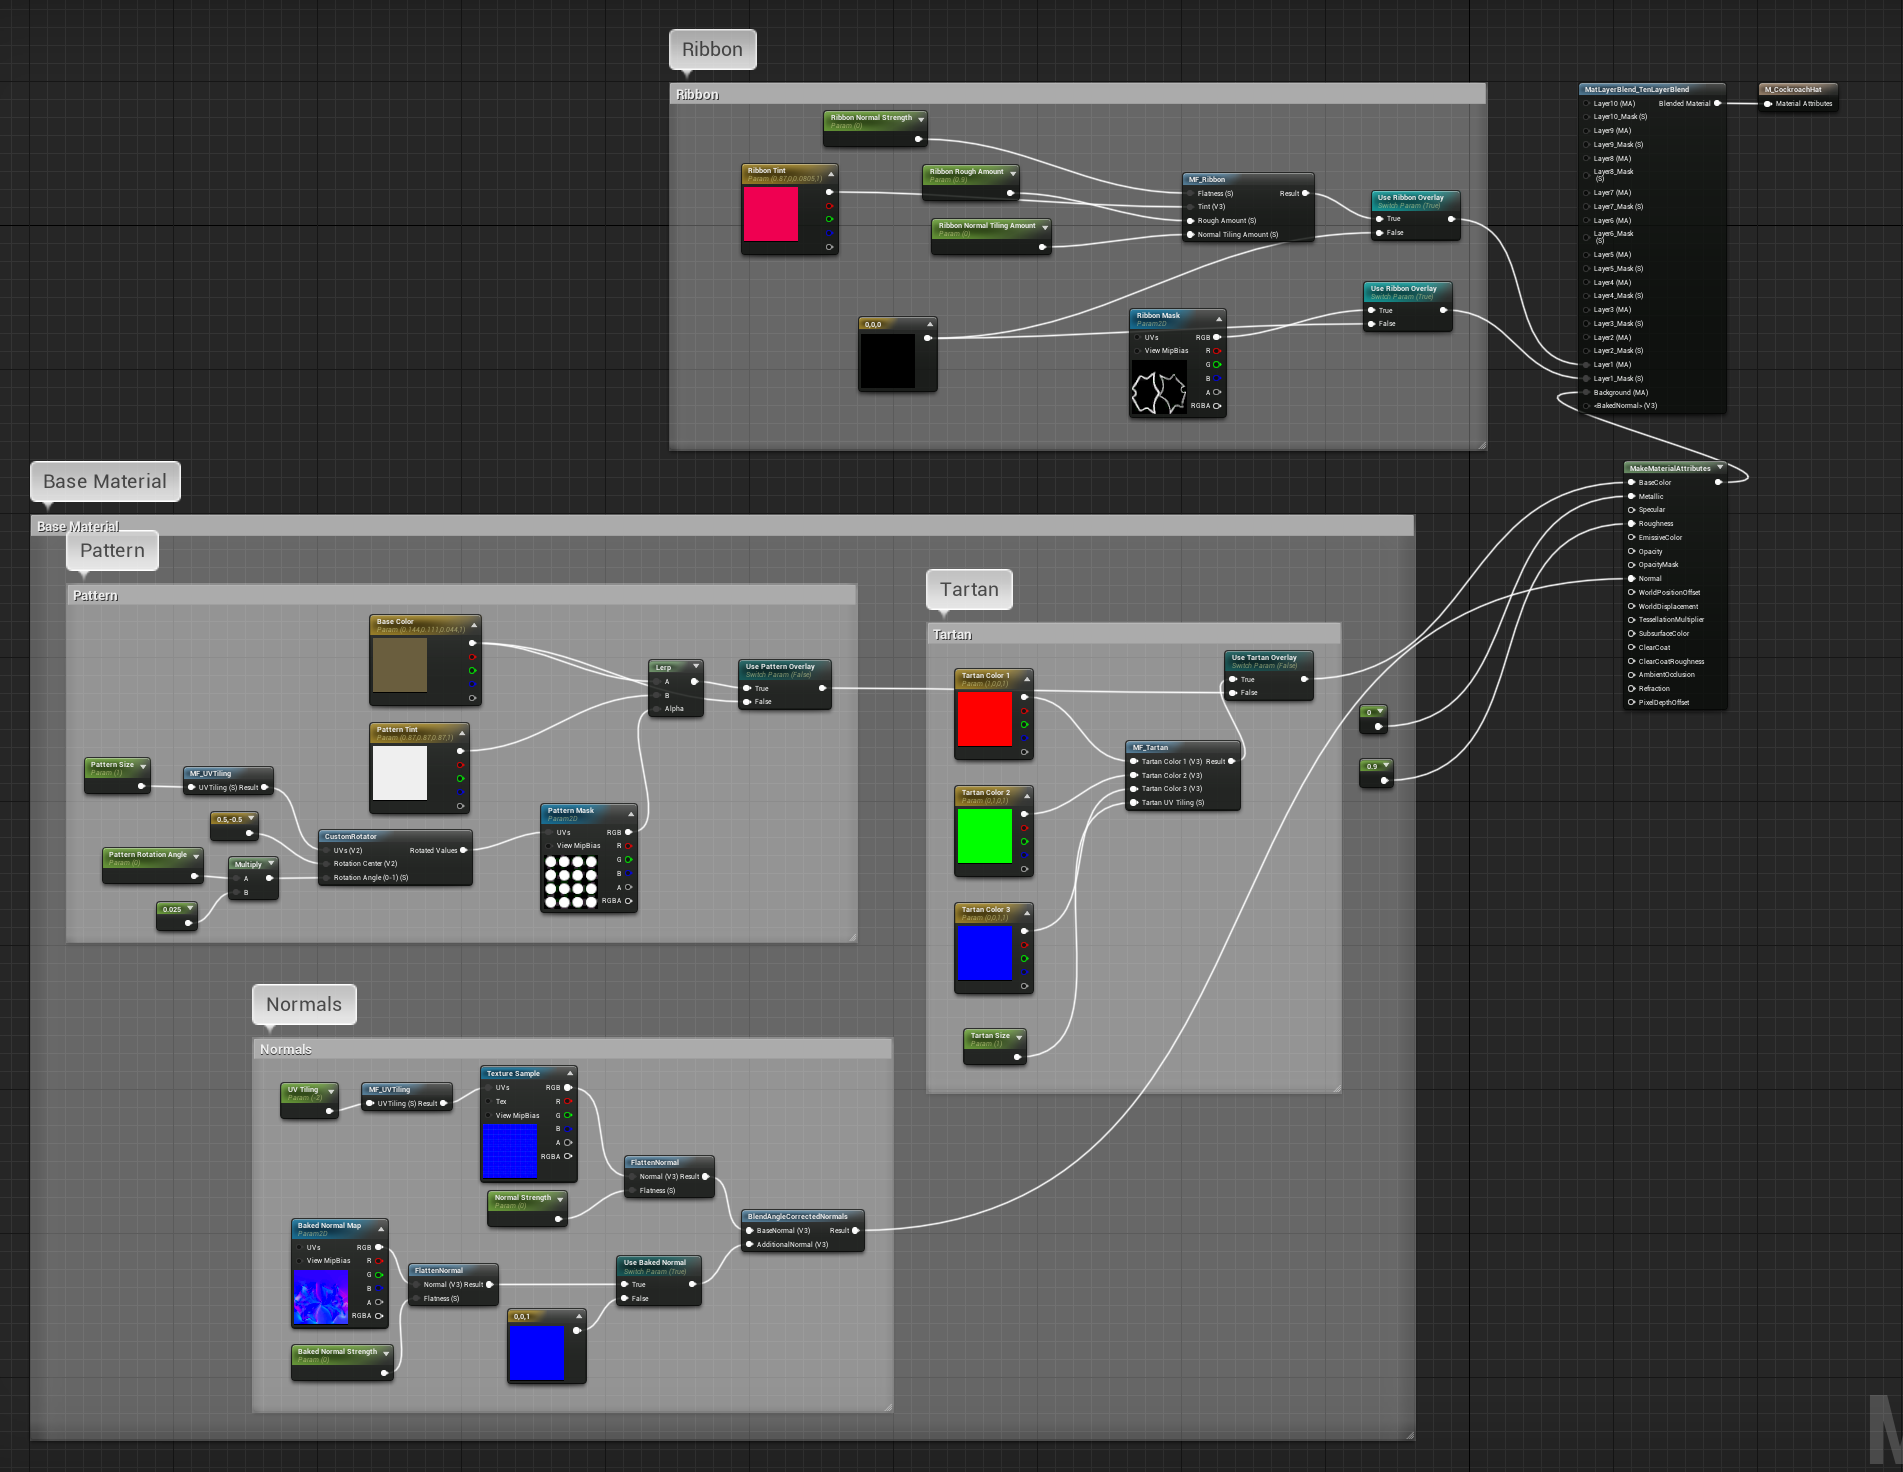 Ribbon
Ribbon
Ribbon Normal Strength
Param (0)
Ribbon Tint
Param (0.87,0,0.0805,1)
Ribbon Rough Amount
Param (0.9)
Ribbon Normal Tiling Amount
Param (0)
MF_Ribbon
Flatness (S) Result
Tint (V3)
Rough Amount (S)
Normal Tiling Amount (S)
Use Ribbon Overlay
Switch Param (True)
True
False
Use Ribbon Overlay
Switch Param (True)
True
False
0,0,0
Ribbon Mask
Param2D
UVs RGB
View MipBias R
G
B
A
RGBA
MatLayerBlend_TenLayerBlend
Layer10 (MA) Blended Material
Layer10_Mask (S)
Layer9 (MA)
Layer9_Mask (S)
Layer8 (MA)
Layer8_Mask
(S)
Layer7 (MA)
Layer7_Mask (S)
Layer6 (MA)
Layer6_Mask
(S)
Layer5 (MA)
Layer5_Mask (S)
Layer4 (MA)
Layer4_Mask (S)
Layer3 (MA)
Layer3_Mask (S)
Layer2 (MA)
Layer2_Mask (S)
Layer1 (MA)
Layer1_Mask (S)
Background (MA)
<BakedNormal> (V3)
M_CockroachHat
Material Attributes
MakeMaterialAttributes
BaseColor
Metallic
Specular
Roughness
EmissiveColor
Opacity
OpacityMask
Normal
WorldPositionOffset
WorldDisplacement
TessellationMultiplier
SubsurfaceColor
ClearCoat
ClearCoatRoughness
AmbientOcclusion
Refraction
PixelDepthOffset
Base Material
Base Material
Pattern
Pattern
Base Color
Param (0.144,0.111,0.044,1)
Pattern Tint
Param (0.87,0.87,0.87,1)
Lerp
A
B
Alpha
Use Pattern Overlay
Switch Param (False)
True
False
Pattern Size
Param (1)
MF_UVTiling
UVTiling (S) Result
0.5,-0.5
Pattern Rotation Angle
Param (0)
Multiply
A
B
0.025
CustomRotator
UVs (V2) Rotated Values
Rotation Center (V2)
Rotation Angle (0-1) (S)
Pattern Mask
Param2D
UVs RGB
View MipBias R
G
B
A
RGBA
Tartan
Tartan
Tartan Color 1
Param (1,0,0,1)
Tartan Color 2
Param (0,1,0,1)
Tartan Color 3
Param (0,0,1,1)
Tartan Size
Param (1)
MF_Tartan
Tartan Color 1 (V3) Result
Tartan Color 2 (V3)
Tartan Color 3 (V3)
Tartan UV Tiling (S)
Use Tartan Overlay
Switch Param (False)
True
False
0
0.9
Normals
Normals
UV Tiling
Param (-2)
MF_UVTiling
UVTiling (S) Result
Texture Sample
UVs RGB
Tex R
View MipBias G
B
A
RGBA
Normal Strength
Param (0)
FlattenNormal
Normal (V3) Result
Flatness (S)
Baked Normal Map
Param2D
UVs RGB
View MipBias R
G
B
A
RGBA
Baked Normal Strength
Param (0)
FlattenNormal
Normal (V3) Result
Flatness (S)
0,0,1
Use Baked Normal
Switch Param (True)
True
False
BlendAngleCorrectedNormals
BaseNormal (V3) Result
AdditionalNormal (V3)
M